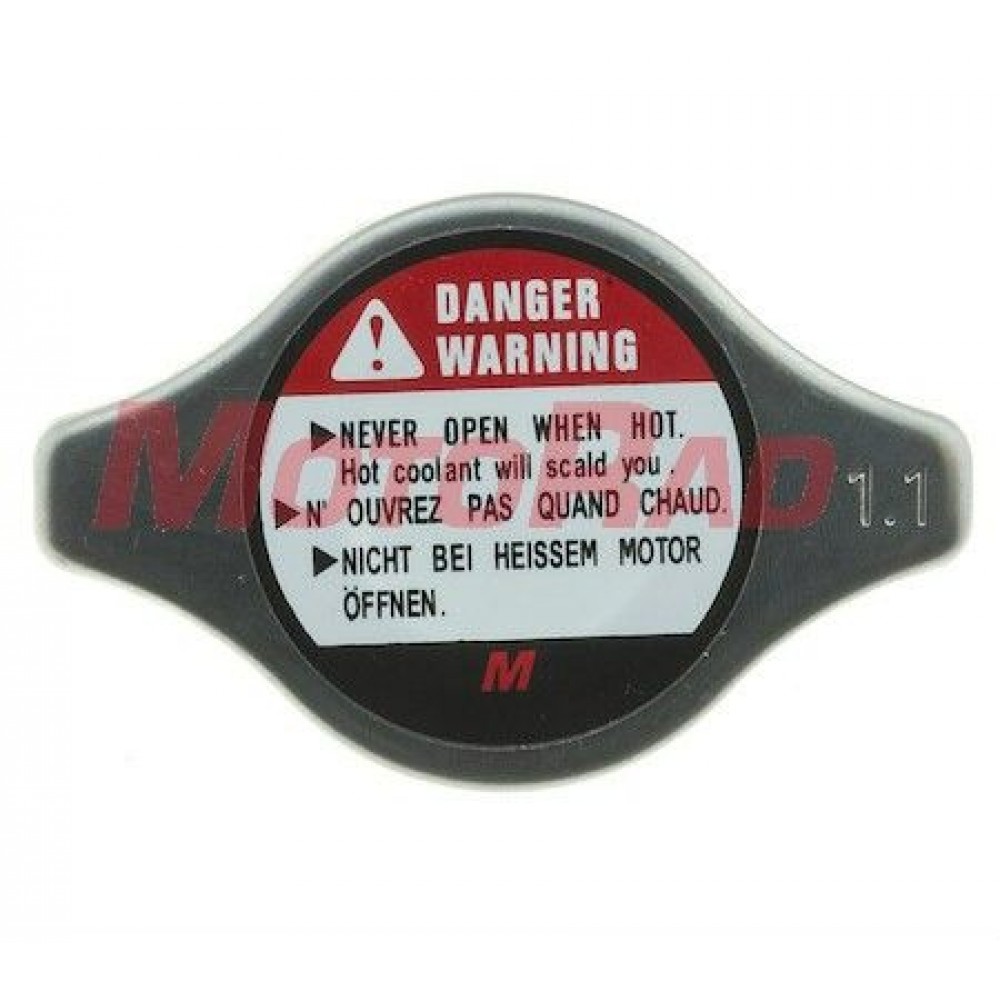 DANGER
WARNING
▶NEVER OPEN WHEN HOT.
Hot coolant will scald you.
▶N' OUVREZ PAS QUAND CHAUD.
▶NICHT BEI HEISSEM MOTOR
ÖFFNEN.
M
MOTORAD
1.1